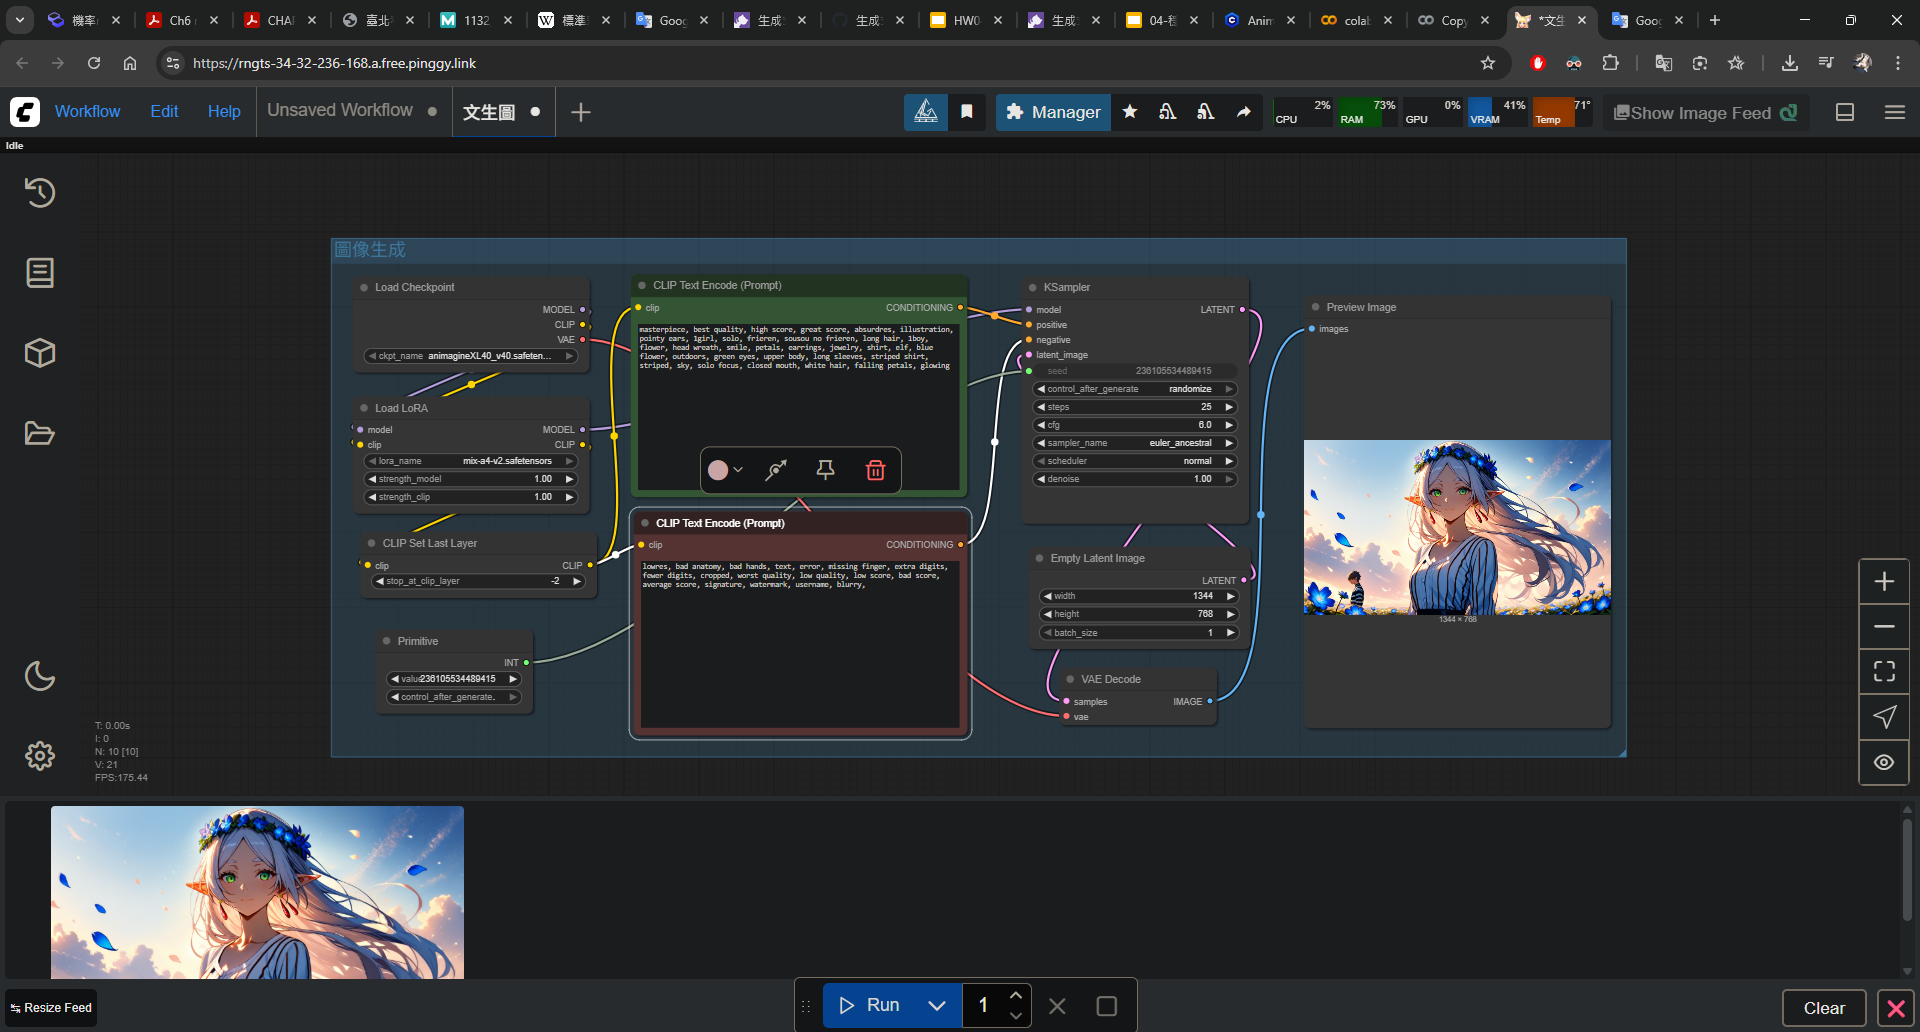 機率
Ch6
CHA
臺北
1132
標準
Goog
生成
生成
HW0
生成
04-程
Anim
colab
Copy
*文生
Goog
https://rngts-34-32-236-168.a.free.pinggy.link
Workflow
Edit
Help
Unsaved Workflow
文生圖
Manager
CPU 2%
RAM 73%
GPU 0%
VRAM 41%
Temp 71°
Show Image Feed
Idle
圖像生成
Load Checkpoint
MODEL
CLIP
VAE
ckpt_name animagineXL40_v40.safeten...
Load LoRA
model MODEL
clip CLIP
lora_name mix-a4-v2.safetensors
strength_model 1.00
strength_clip 1.00
CLIP Set Last Layer
clip CLIP
stop_at_clip_layer -2
Primitive
INT
value 236105534489415
control_after_generate.
CLIP Text Encode (Prompt)
clip CONDITIONING
masterpiece, best quality, high score, great score, absurdres, illustration,
pointy ears, 1girl, solo, frieren, sousou no frieren, long hair, 1boy,
flower, head wreath, smile, petals, earrings, jewelry, shirt, elf, blue
flower, outdoors, green eyes, upper body, long sleeves, striped shirt,
striped, sky, solo focus, closed mouth, white hair, falling petals, glowing
CLIP Text Encode (Prompt)
clip CONDITIONING
lowres, bad anatomy, bad hands, text, error, missing finger, extra digits,
fewer digits, cropped, worst quality, low quality, low score, bad score,
average score, signature, watermark, username, blurry,
KSampler
model LATENT
positive
negative
latent_image
seed 236105534489415
control_after_generate randomize
steps 25
cfg 6.0
sampler_name euler_ancestral
scheduler normal
denoise 1.00
Empty Latent Image
LATENT
width 1344
height 768
batch_size 1
VAE Decode
samples IMAGE
vae
Preview Image
images
1344 × 768
T: 0.00s
I: 0
N: 10 [10]
V: 21
FPS:175.44
Resize Feed
Run
1
Clear